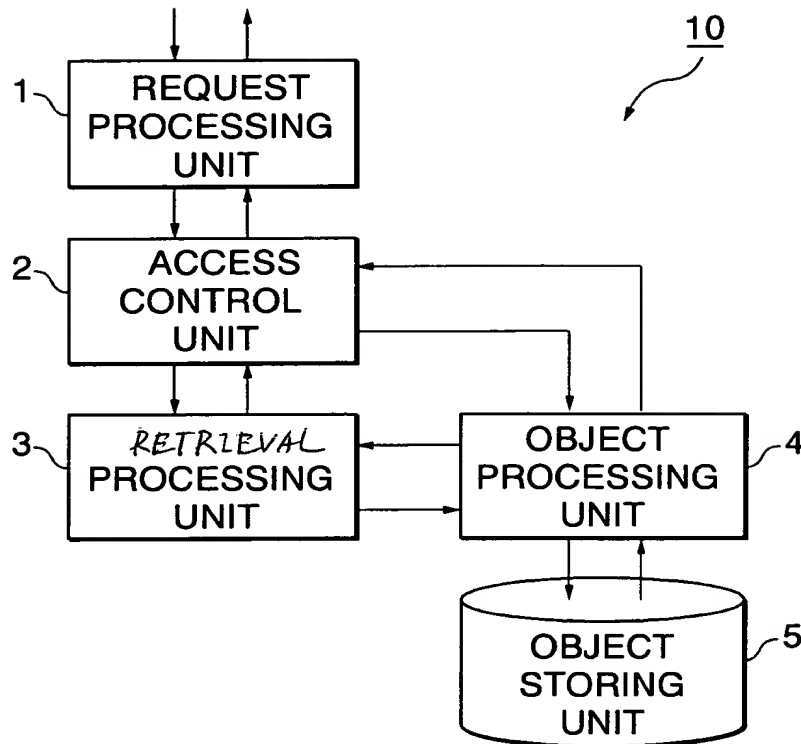 10
1
REQUEST
PROCESSING
UNIT
2
ACCESS
CONTROL
UNIT
3
RETRIEVAL
PROCESSING
UNIT
OBJECT
PROCESSING
UNIT
4
OBJECT
STORING
UNIT
5